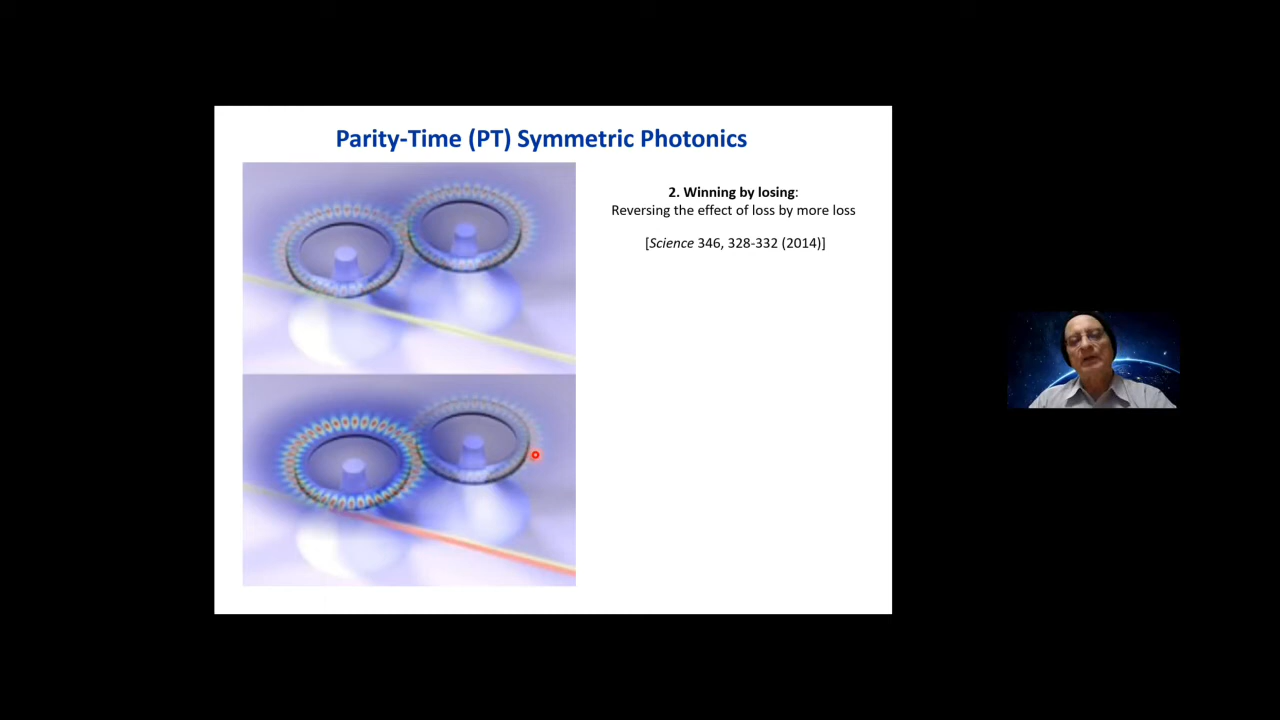 Parity-Time (PT) Symmetric Photonics
2. Winning by losing:
Reversing the effect of loss by more loss
[Science 346, 328-332 (2014)]